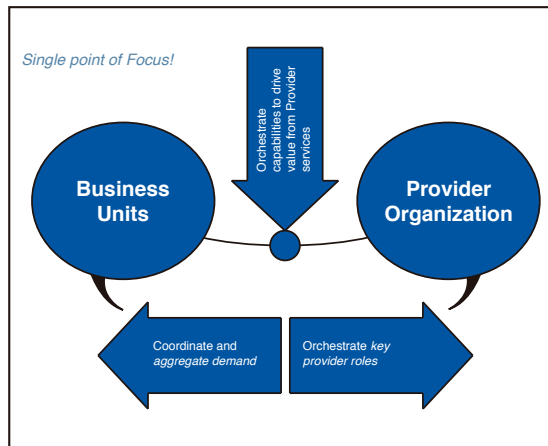 Single point of Focus!
Orchestrate
capabilities to drive
value from Provider
services
Business
Units
Provider
Organization
Coordinate and
aggregate demand
Orchestrate key
provider roles